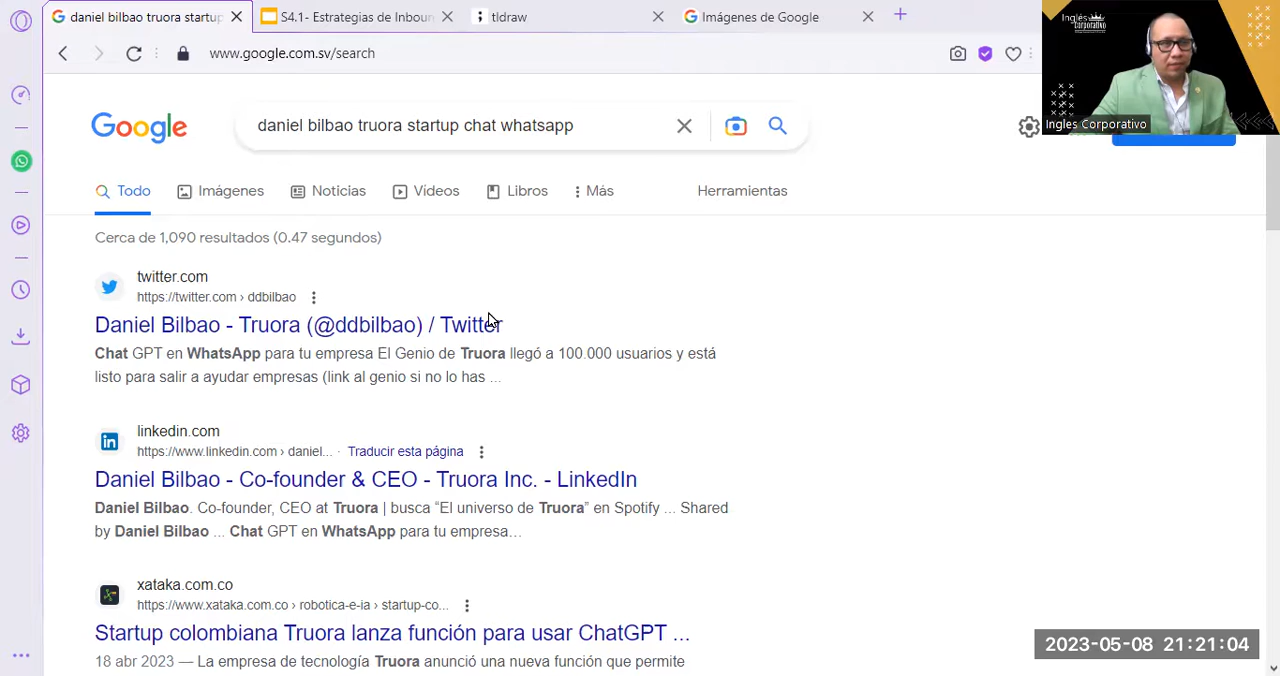 daniel bilbao truora startup
S4.1- Estrategias de Inbour
tldraw
Imágenes de Google
www.google.com.sv/search
Inglés
Corporativo
Ingles Corporativo
Google
daniel bilbao truora startup chat whatsapp
Todo
Imágenes
Noticias
Videos
Libros
Más
Herramientas
Cerca de 1,090 resultados (0.47 segundos)
twitter.com
https://twitter.com › ddbilbao
Daniel Bilbao - Truora (@ddbilbao) / Twitter
Chat GPT en WhatsApp para tu empresa El Genio de Truora llegó a 100.000 usuarios y está
listo para salir a ayudar empresas (link al genio si no lo has ...
linkedin.com
https://www.linkedin.com › daniel... · Traducir esta página
Daniel Bilbao - Co-founder & CEO - Truora Inc. - LinkedIn
Daniel Bilbao. Co-founder, CEO at Truora | busca “El universo de Truora” en Spotify ... Shared
by Daniel Bilbao ... Chat GPT en WhatsApp para tu empresa...
xataka.com.co
https://www.xataka.com.co › robotica-e-ia › startup-co...
Startup colombiana Truora lanza función para usar ChatGPT ...
18 abr 2023 — La empresa de tecnología Truora anunció una nueva función que permite
2023-05-08 21:21:04